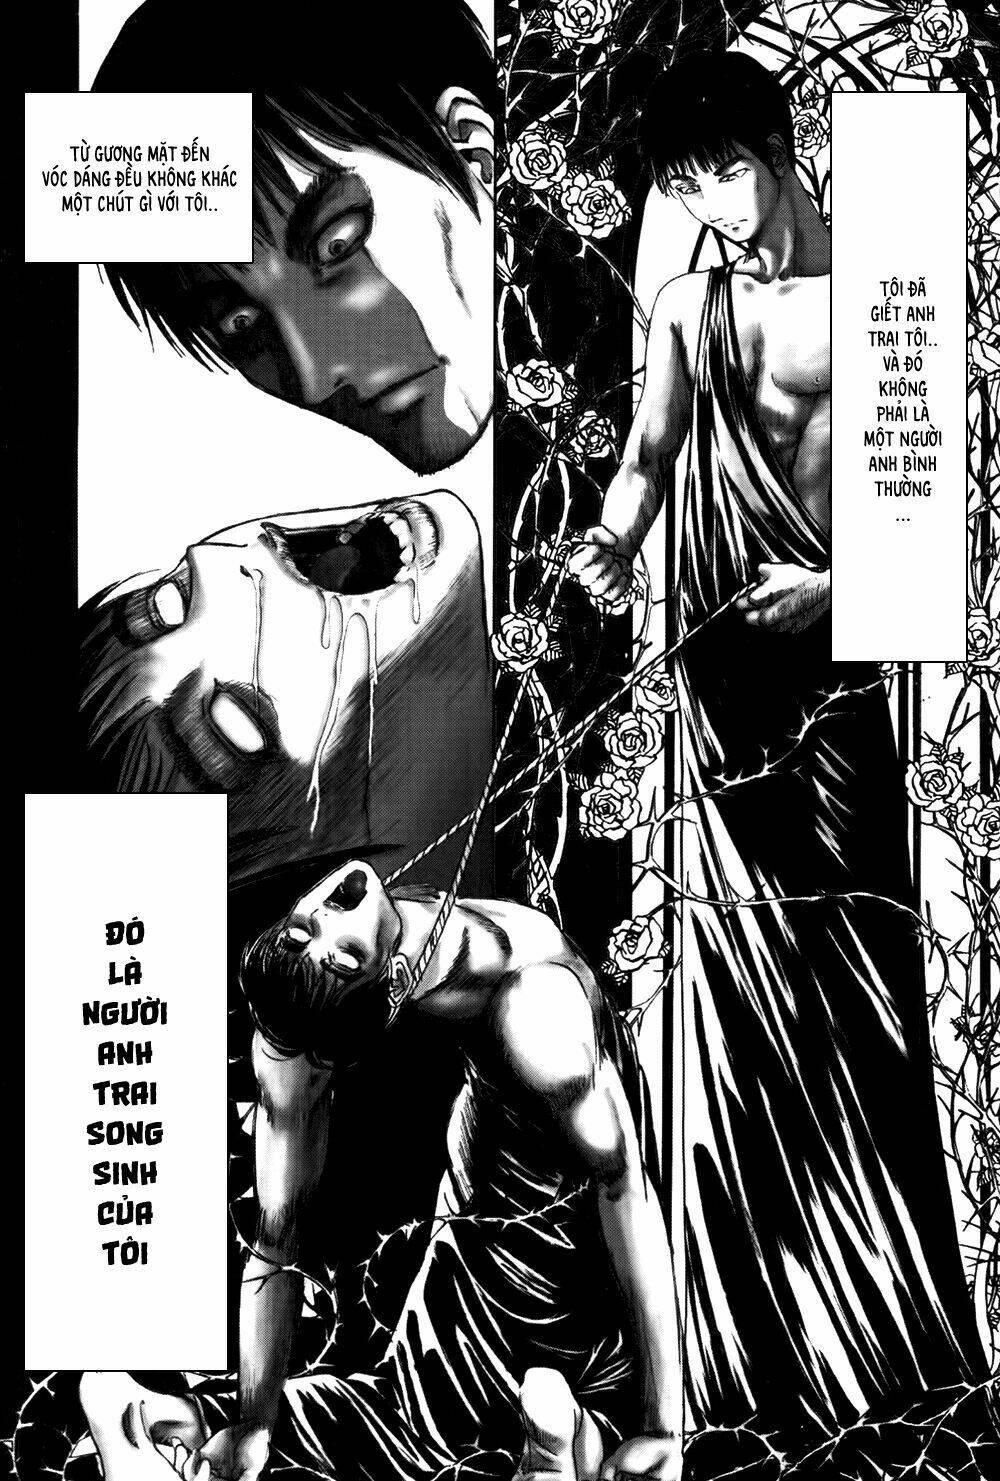 TÔI ĐÃ
GIẾT ANH
TRAI TÔI..
VÀ ĐÓ
KHÔNG
PHẢI LÀ
MỘT NGƯỜI
ANH BÌNH
THƯỜNG
...
TỪ GƯƠNG MẶT ĐẾN
VÓC DÁNG ĐỀU KHÔNG KHÁC
MỘT CHÚT GÌ VỚI TÔI..
ĐÓ
LÀ
NGƯỜI
ANH
TRAI
SONG
SINH
CỦA
TÔI